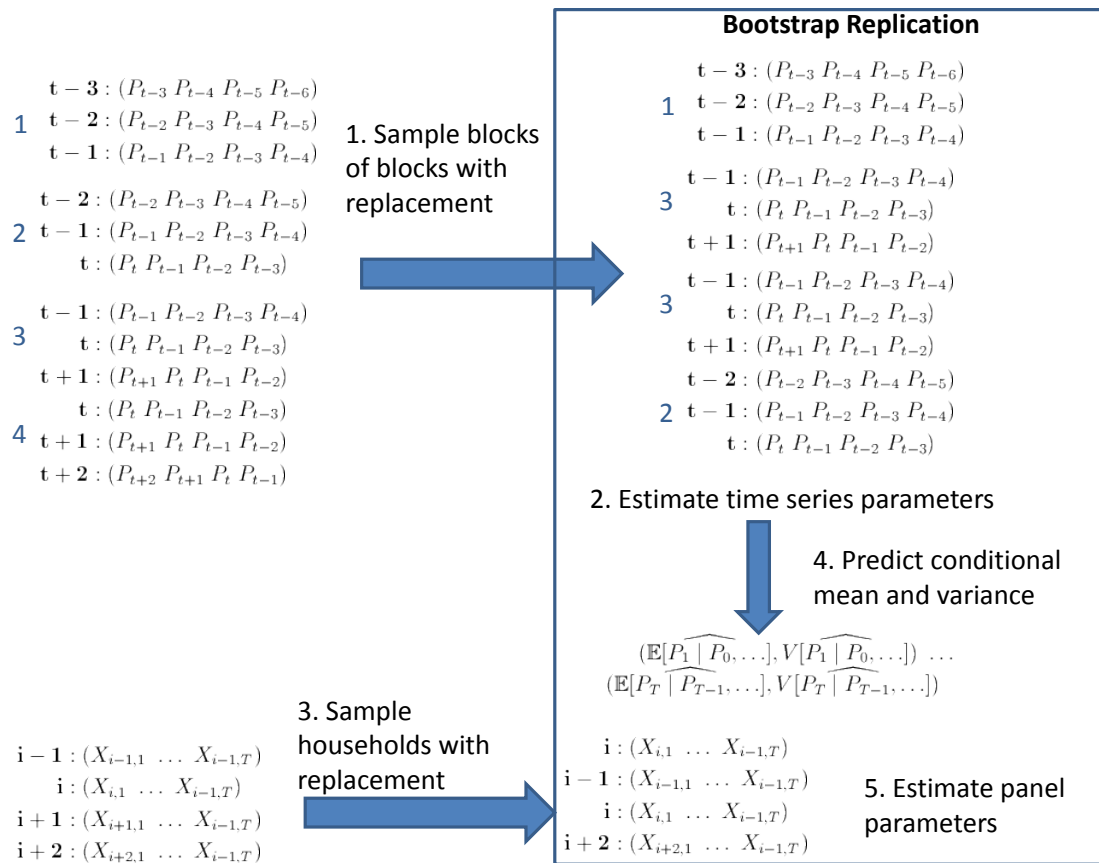 t − 3 : (P_{t−3} P_{t−4} P_{t−5} P_{t−6})
1 t − 2 : (P_{t−2} P_{t−3} P_{t−4} P_{t−5})
t − 1 : (P_{t−1} P_{t−2} P_{t−3} P_{t−4})
t − 2 : (P_{t−2} P_{t−3} P_{t−4} P_{t−5})
2 t − 1 : (P_{t−1} P_{t−2} P_{t−3} P_{t−4})
t : (P_t P_{t−1} P_{t−2} P_{t−3})
t − 1 : (P_{t−1} P_{t−2} P_{t−3} P_{t−4})
3 t : (P_t P_{t−1} P_{t−2} P_{t−3})
t + 1 : (P_{t+1} P_t P_{t−1} P_{t−2})
t : (P_t P_{t−1} P_{t−2} P_{t−3})
4 t + 1 : (P_{t+1} P_t P_{t−1} P_{t−2})
t + 2 : (P_{t+2} P_{t+1} P_t P_{t−1})
1. Sample blocks
of blocks with
replacement
Bootstrap Replication
t − 3 : (P_{t−3} P_{t−4} P_{t−5} P_{t−6})
1 t − 2 : (P_{t−2} P_{t−3} P_{t−4} P_{t−5})
t − 1 : (P_{t−1} P_{t−2} P_{t−3} P_{t−4})
t − 1 : (P_{t−1} P_{t−2} P_{t−3} P_{t−4})
3 t : (P_t P_{t−1} P_{t−2} P_{t−3})
t + 1 : (P_{t+1} P_t P_{t−1} P_{t−2})
t − 1 : (P_{t−1} P_{t−2} P_{t−3} P_{t−4})
3 t : (P_t P_{t−1} P_{t−2} P_{t−3})
t + 1 : (P_{t+1} P_t P_{t−1} P_{t−2})
t − 2 : (P_{t−2} P_{t−3} P_{t−4} P_{t−5})
2 t − 1 : (P_{t−1} P_{t−2} P_{t−3} P_{t−4})
t : (P_t P_{t−1} P_{t−2} P_{t−3})
2. Estimate time series parameters
4. Predict conditional
mean and variance
(\widehat{𝔼[P_1 | P_0, . . .]}, \widehat{V[P_1 | P_0, . . .]}) . . .
(\widehat{𝔼[P_T | P_{T−1}, . . .]}, \widehat{V[P_T | P_{T−1}, . . .]})
3. Sample
households with
replacement
i − 1 : (X_{i−1,1} . . . X_{i−1,T})
i : (X_{i,1} . . . X_{i−1,T})
i + 1 : (X_{i+1,1} . . . X_{i−1,T})
i + 2 : (X_{i+2,1} . . . X_{i−1,T})
i : (X_{i,1} . . . X_{i−1,T})
i − 1 : (X_{i−1,1} . . . X_{i−1,T})
i : (X_{i,1} . . . X_{i−1,T})
i + 2 : (X_{i+2,1} . . . X_{i−1,T})
5. Estimate panel
parameters